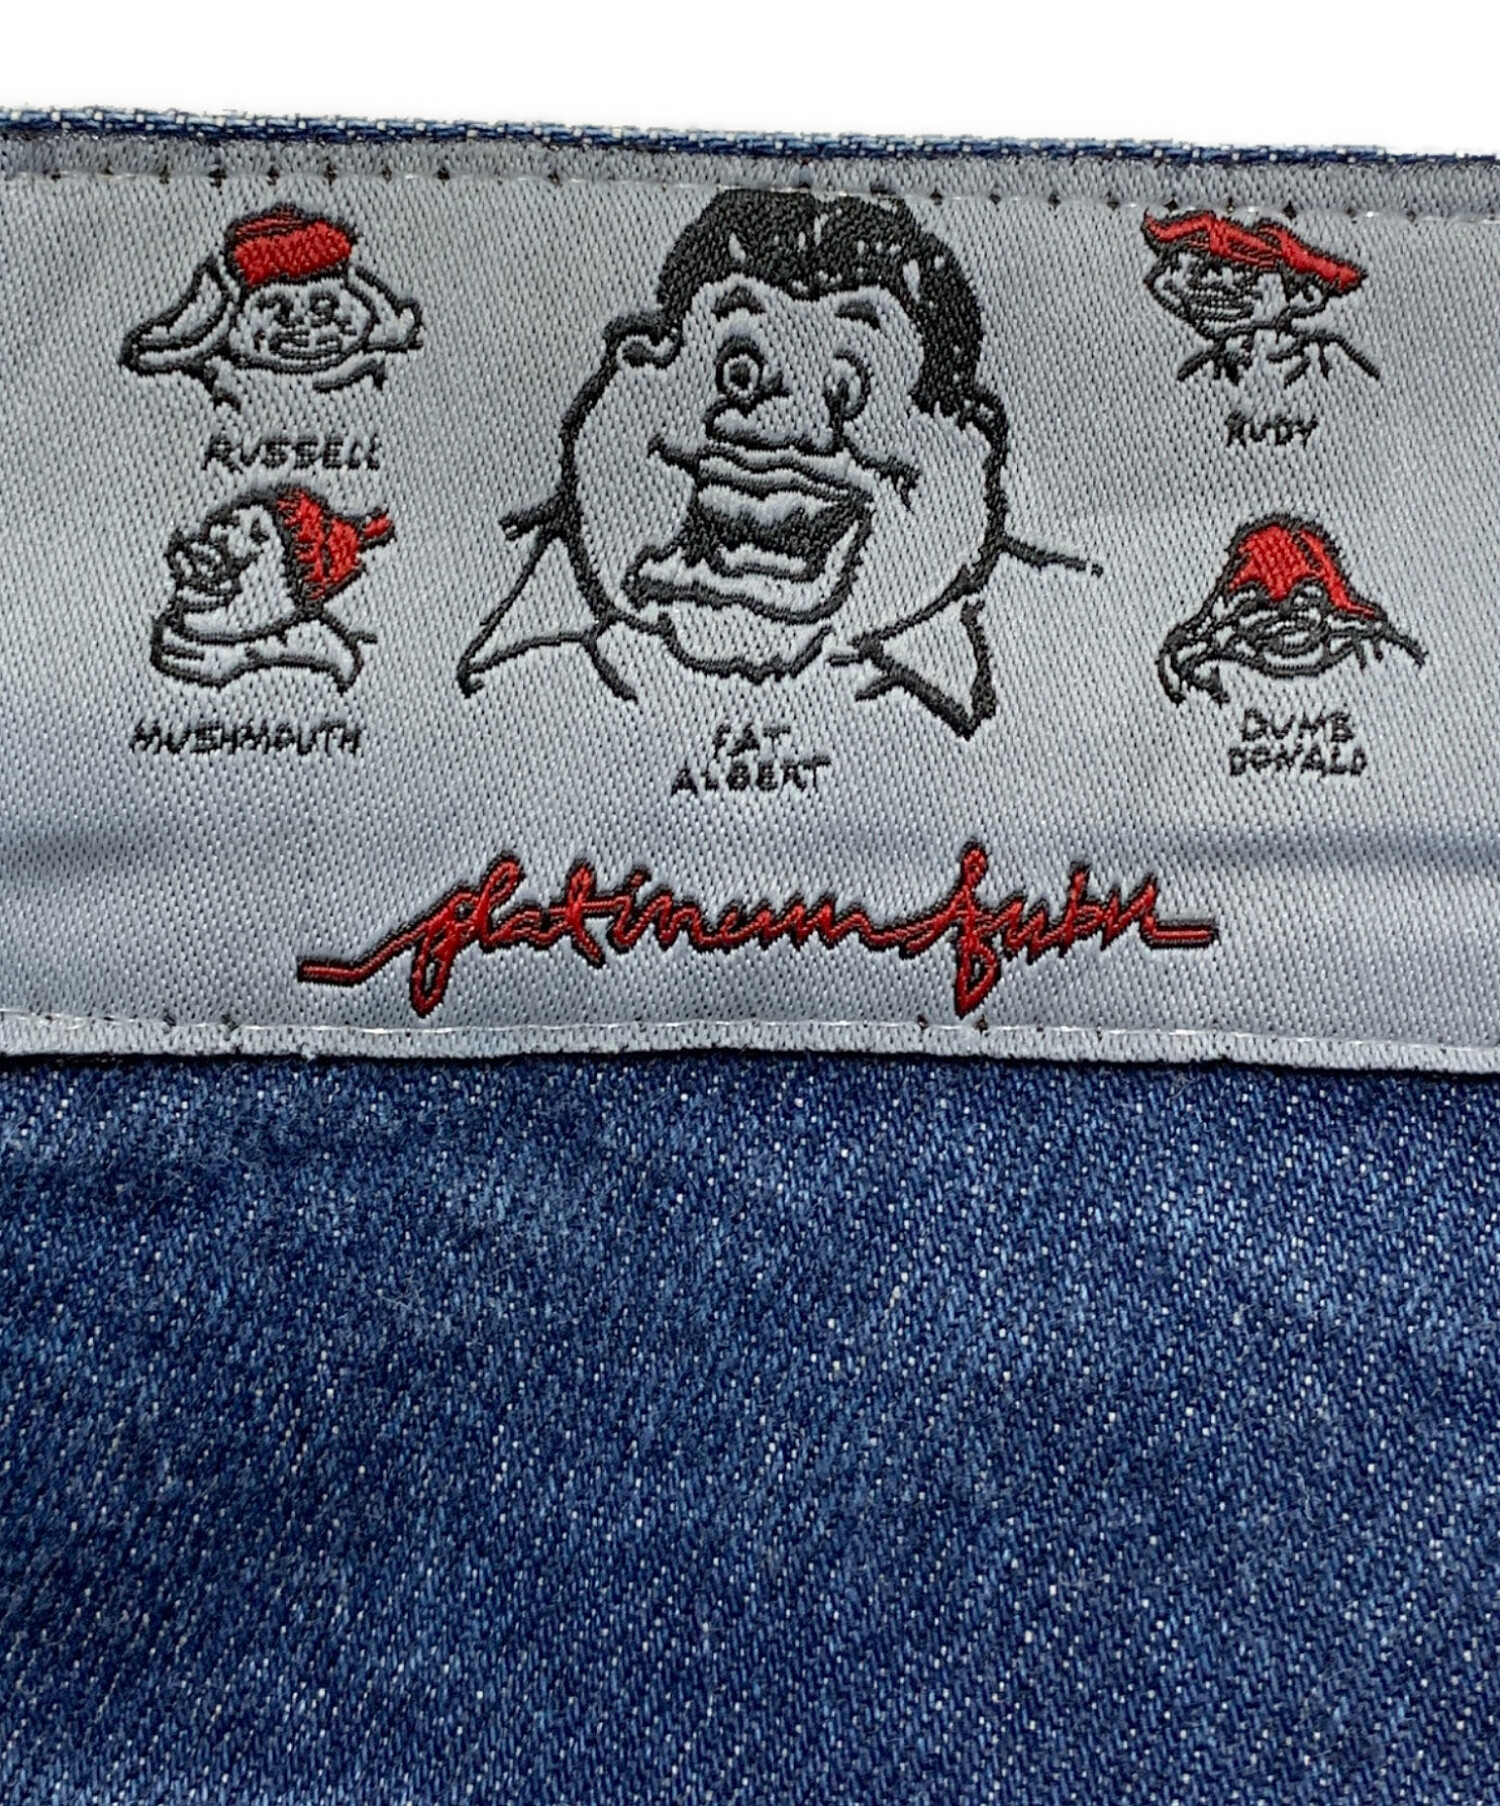 RUSSELL
RUDY
MUSHMOUTH
FAT
ALBERT
DUMB
DONALD
platinum fubu